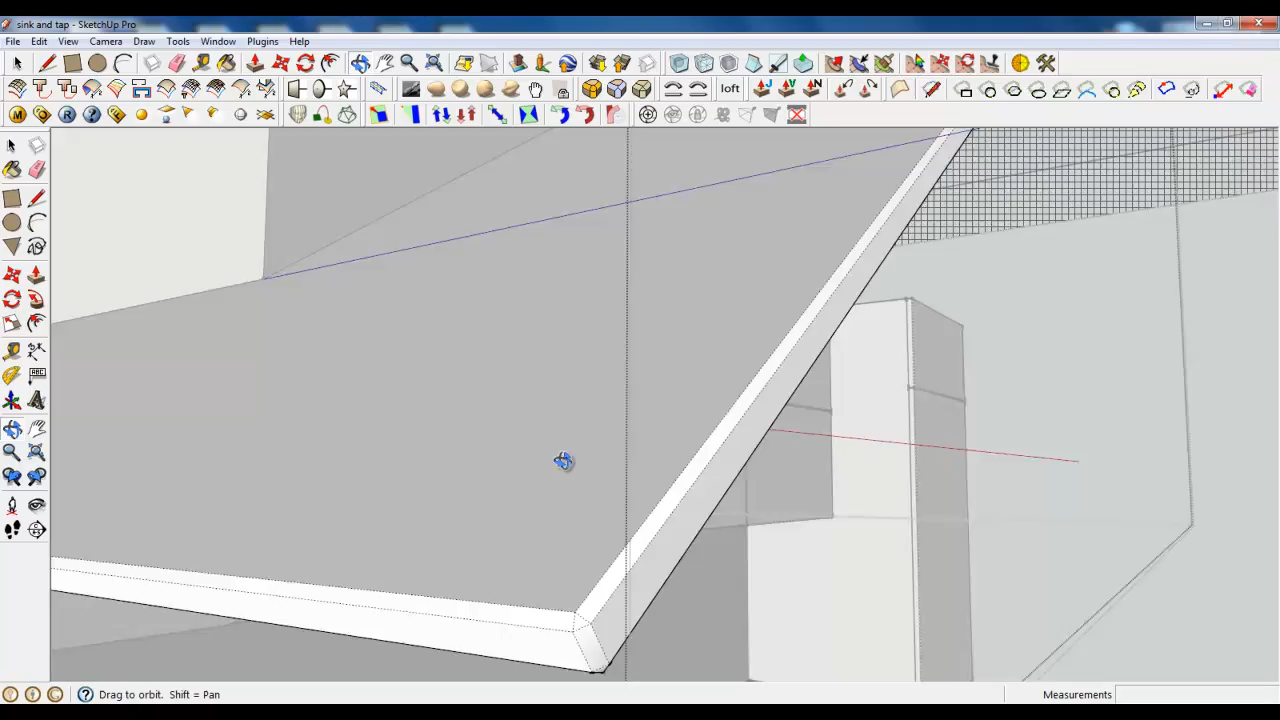 sink and tap - SketchUp Pro
File Edit View Camera Draw Tools Window Plugins Help
loft
ABC
Drag to orbit. Shift = Pan
Measurements